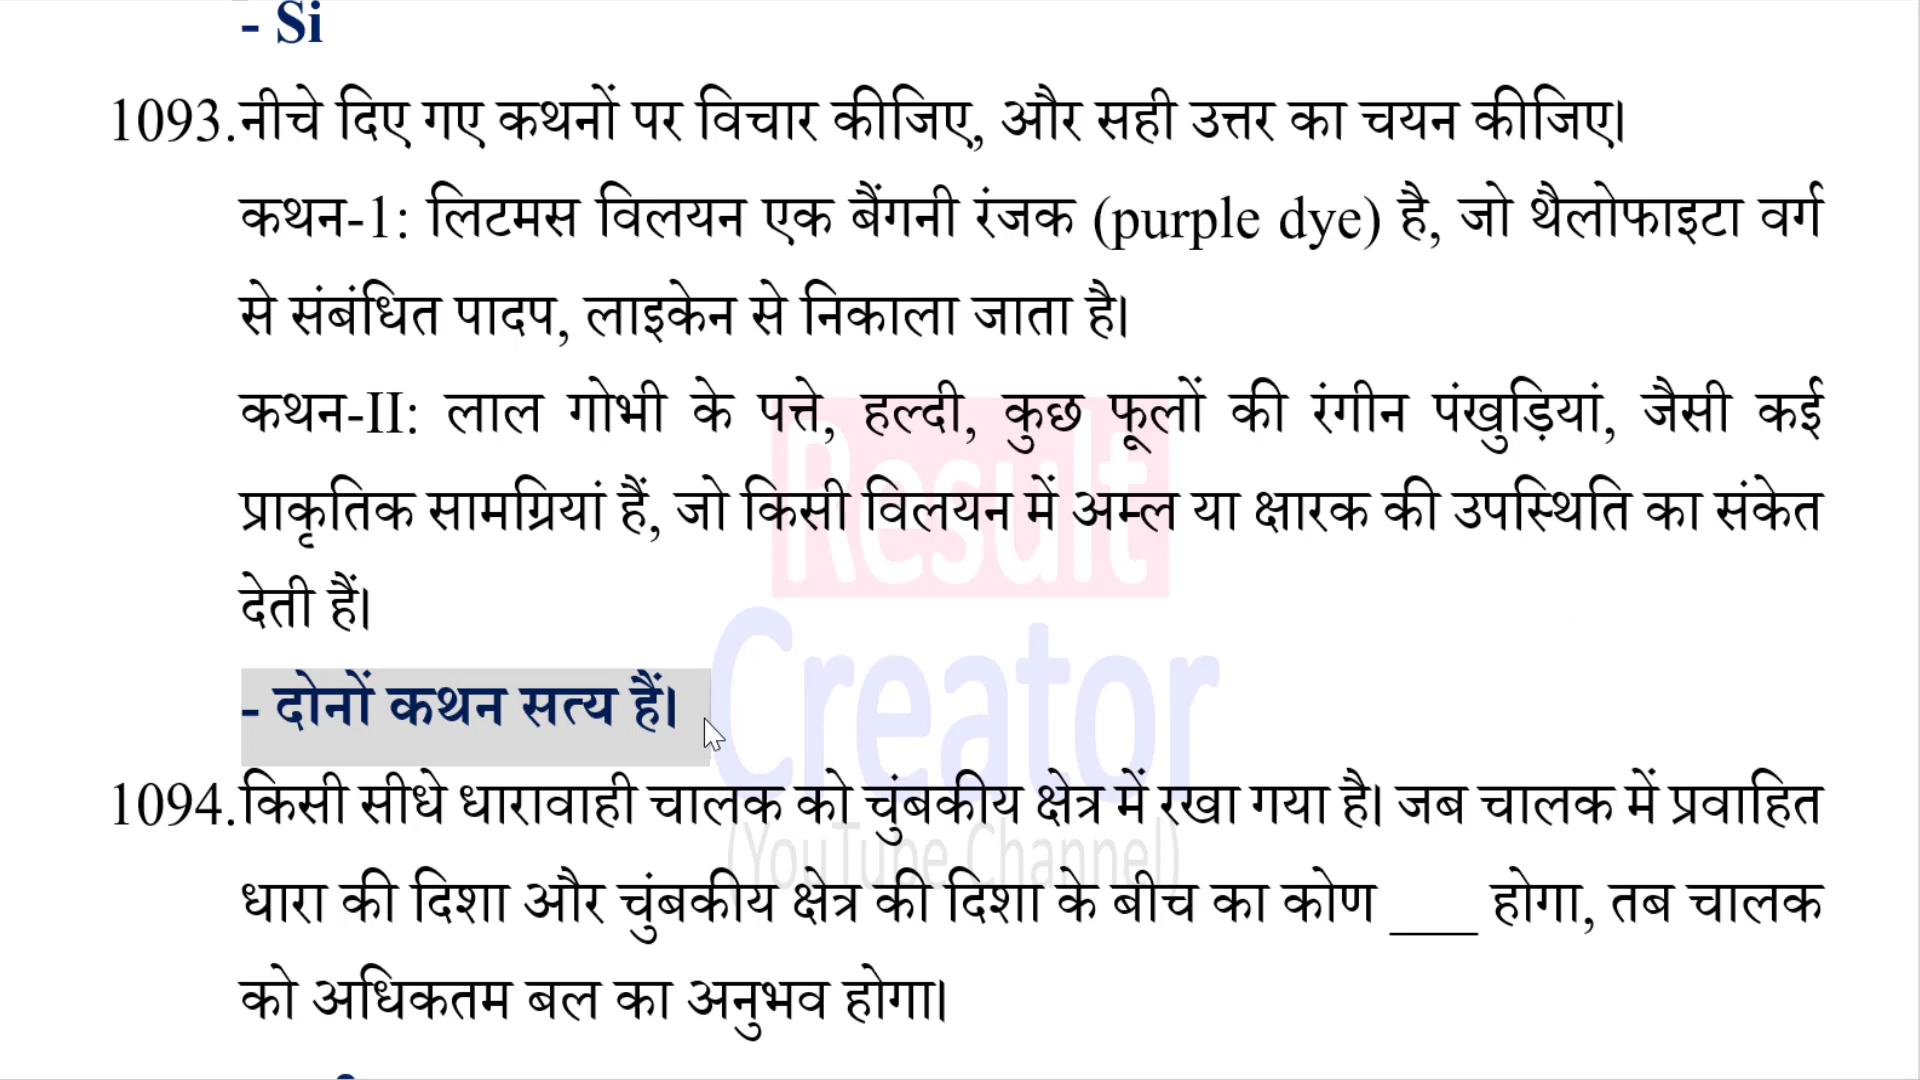 - Si
1093.नीचे दिए गए कथनों पर विचार कीजिए, और सही उत्तर का चयन कीजिए।
कथन-1: लिटमस विलयन एक बैंगनी रंजक (purple dye) है, जो थैलोफाइटा वर्ग
से संबंधित पादप, लाइकेन से निकाला जाता है।
कथन-II: लाल गोभी के पत्ते, हल्दी, कुछ फूलों की रंगीन पंखुड़ियां, जैसी कई
प्राकृतिक सामग्रियां हैं, जो किसी विलयन में अम्ल या क्षारक की उपस्थिति का संकेत
देती हैं।
- दोनों कथन सत्य हैं।
1094.किसी सीधे धारावाही चालक को चुंबकीय क्षेत्र में रखा गया है। जब चालक में प्रवाहित
धारा की दिशा और चुंबकीय क्षेत्र की दिशा के बीच का कोण ___ होगा, तब चालक
को अधिकतम बल का अनुभव होगा।
Result
Creator
(YouTube Channel)